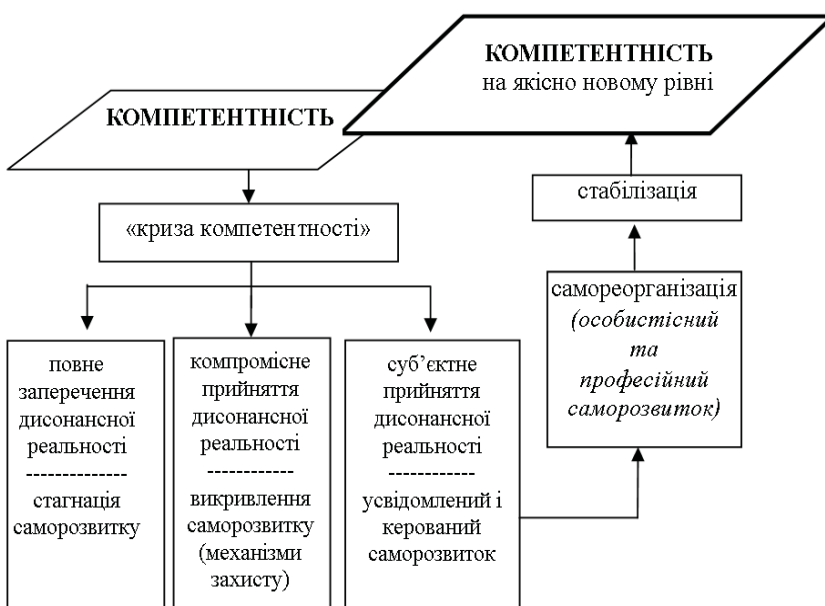 КОМПЕТЕНТНІСТЬ
на якісно новому рівні
КОМПЕТЕНТНІСТЬ
стабілізація
«криза компетентності»
самореорганізація
(особистісний
та
професійний
саморозвиток)
повне
заперечення
дисонансної
реальності
------------
стагнація
саморозвитку
компромісне
прийняття
дисонансної
реальності
------------
викривлення
саморозвитку
(механізми
захисту)
суб’єктне
прийняття
дисонансної
реальності
------------
усвідомлений і
керований
саморозвиток